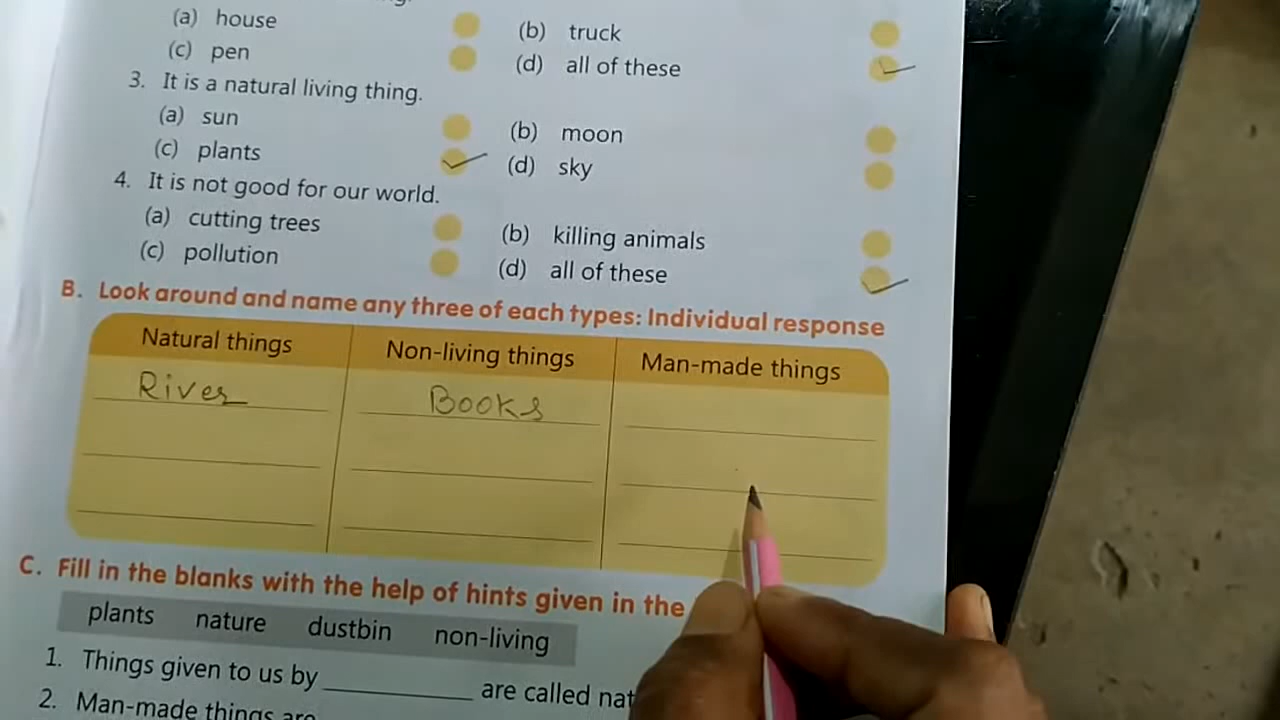 (a) house
(b) truck
(c) pen
(d) all of these
3. It is a natural living thing.
(a) sun
(b) moon
(c) plants
(d) sky
4. It is not good for our world.
(a) cutting trees
(b) killing animals
(c) pollution
(d) all of these
B. Look around and name any three of each types: Individual response
Natural things Non-living things Man-made things
River Books
C. Fill in the blanks with the help of hints given in the
plants nature dustbin non-living
1. Things given to us by __________ are called nat
2. Man-made things are